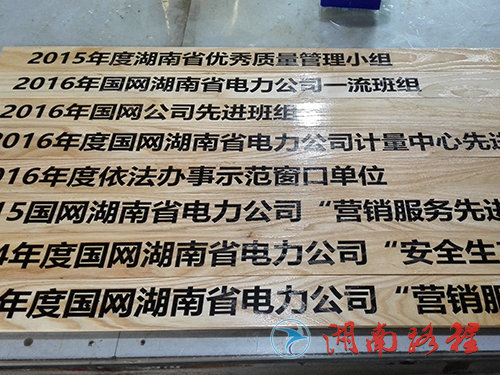 2015年度湖南省优秀质量管理小组
2016年国网湖南省电力公司一流班组
2016年国网公司先进班组
2016年度国网湖南省电力公司计量中心先进
016年度依法办事示范窗口单位
15国网湖南省电力公司“营销服务先进
4年度国网湖南省电力公司“安全生
年度国网湖南省电力公司“营销服
湖南路程